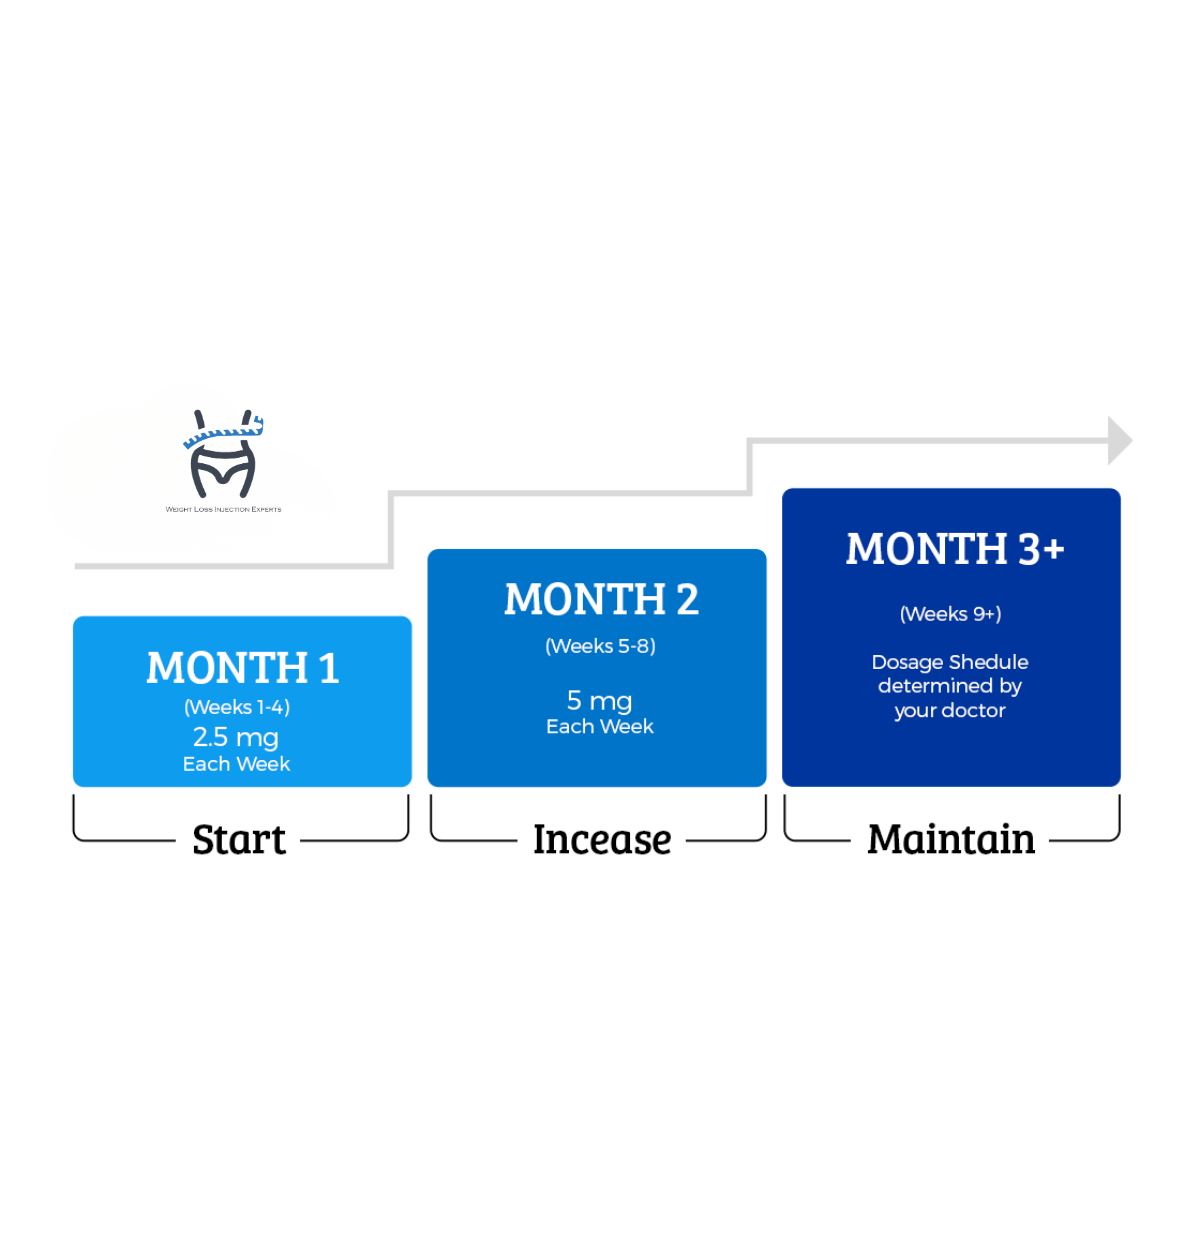 WEIGHT LOSS INJECTION EXPERTS
MONTH 1
(Weeks 1-4)
2.5 mg
Each Week
Start
MONTH 2
(Weeks 5-8)
5 mg
Each Week
Incease
MONTH 3+
(Weeks 9+)
Dosage Shedule
determined by
your doctor
Maintain